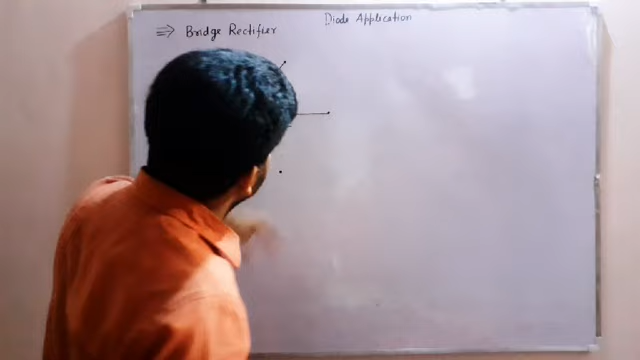 Diode Application
⇒ Bridge Rectifier